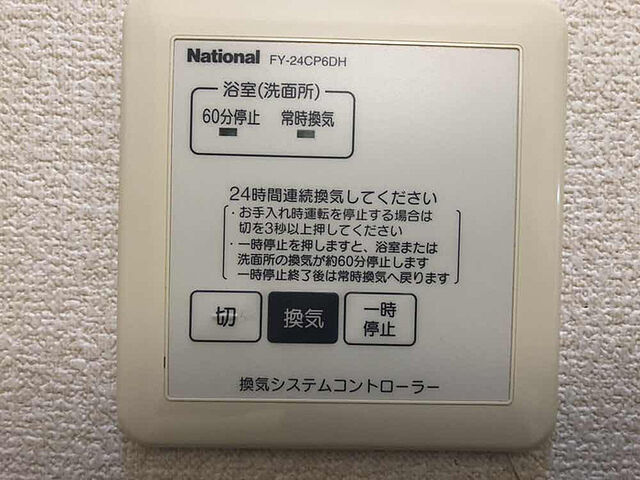 National FY-24CP6DH
浴室(洗面所)
60分停止 常時換気
24時間連続換気してください
・お手入れ時運転を停止する場合は
切を3秒以上押してください
・一時停止を押しますと、浴室または
洗面所の換気が約60分停止します
一時停止終了後は常時換気へ戻ります
切 換気 一時
停止
換気システムコントローラー